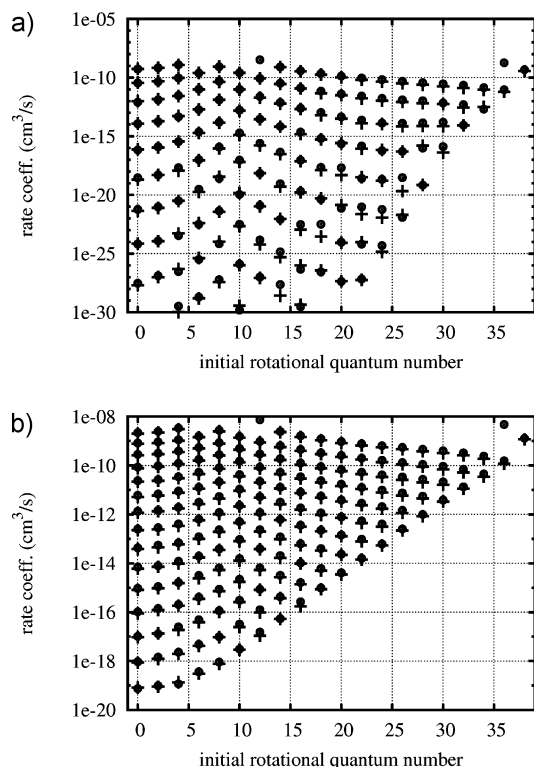 a)
rate coeff. (cm³/s)
1e-05
1e-10
1e-15
1e-20
1e-25
1e-30
0 5 10 15 20 25 30 35
initial rotational quantum number
b)
rate coeff. (cm³/s)
1e-08
1e-10
1e-12
1e-14
1e-16
1e-18
1e-20
0 5 10 15 20 25 30 35
initial rotational quantum number